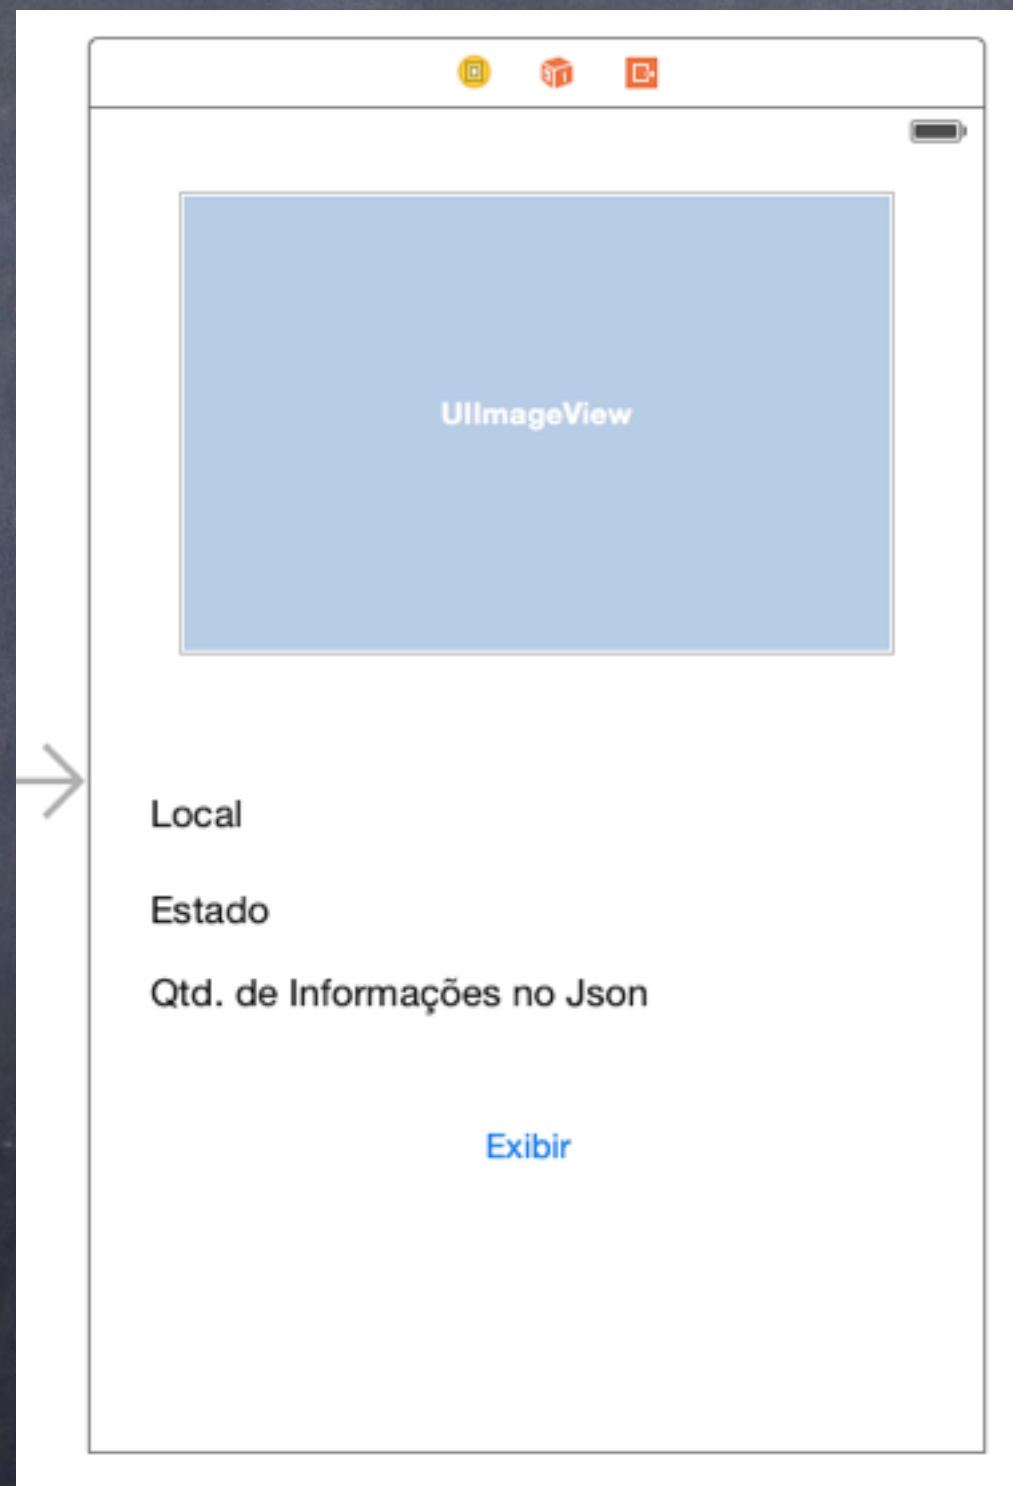 UIImageView
Local
Estado
Qtd. de Informações no Json
Exibir